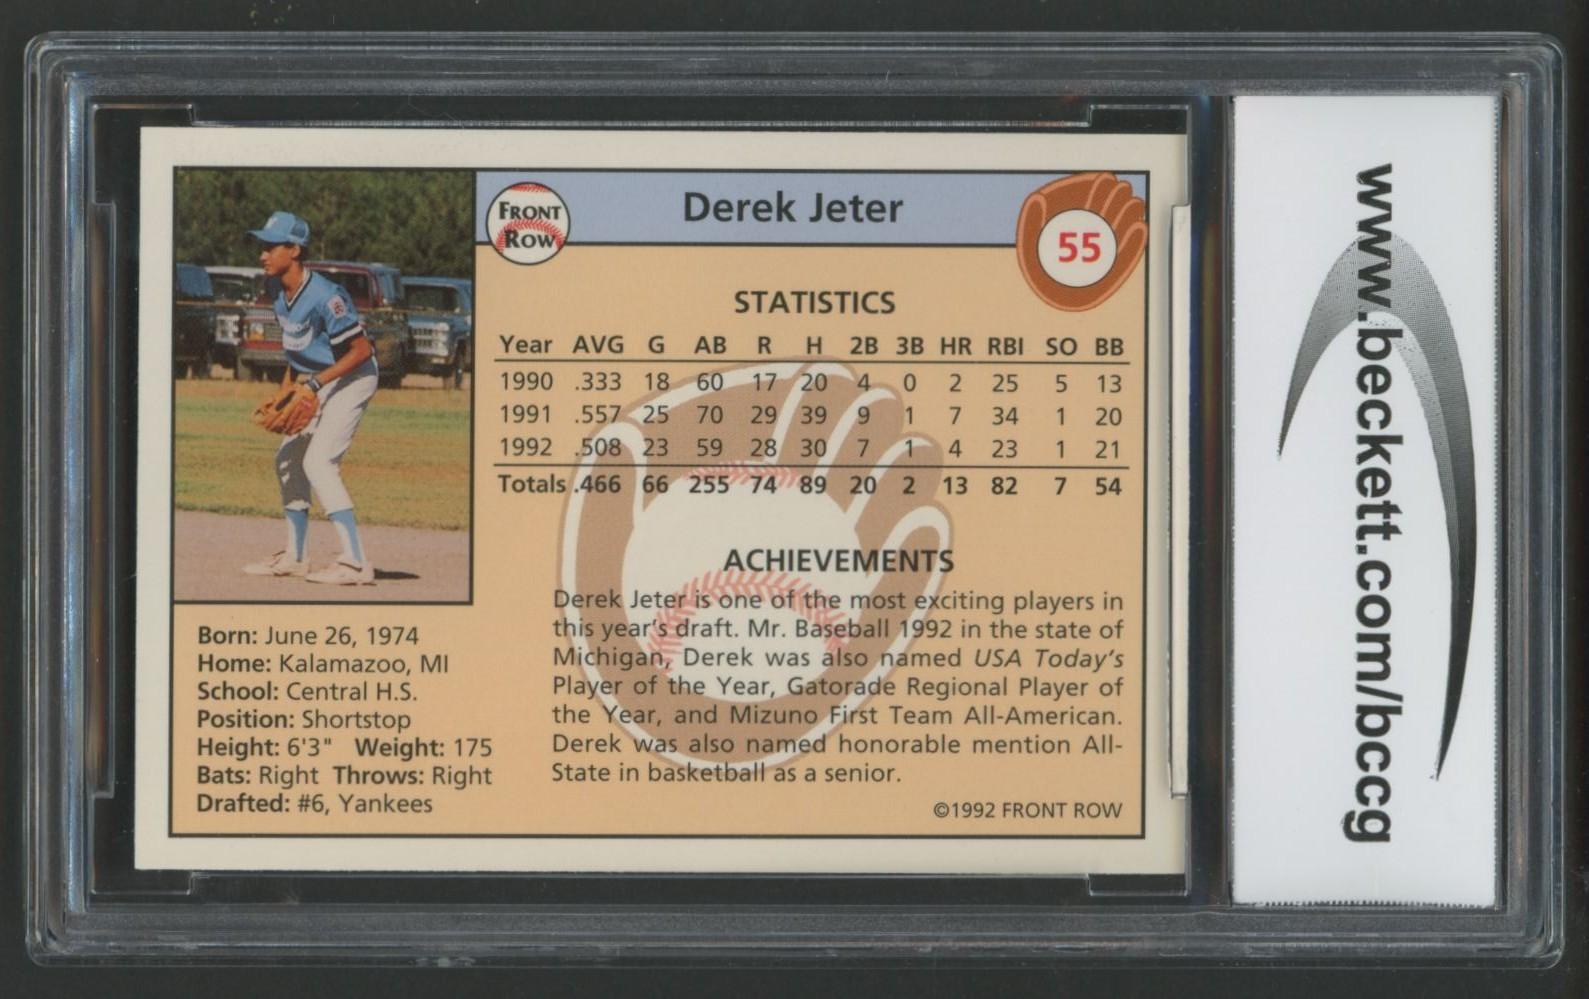 FRONT
ROW
Derek Jeter
55
STATISTICS
Year AVG G AB R H 2B 3B HR RBI SO BB
1990 .333 18 60 17 20 4 0 2 25 5 13
1991 .557 25 70 29 39 9 1 7 34 1 20
1992 .508 23 59 28 30 7 1 4 23 1 21
Totals .466 66 255 74 89 20 2 13 82 7 54
ACHIEVEMENTS
Derek Jeter is one of the most exciting players in
this year's draft. Mr. Baseball 1992 in the state of
Michigan, Derek was also named USA Today's
Player of the Year, Gatorade Regional Player of
the Year, and Mizuno First Team All-American.
Derek was also named honorable mention All-
State in basketball as a senior.
©1992 FRONT ROW
Born: June 26, 1974
Home: Kalamazoo, MI
School: Central H.S.
Position: Shortstop
Height: 6'3" Weight: 175
Bats: Right Throws: Right
Drafted: #6, Yankees
www.beckett.com/bccg